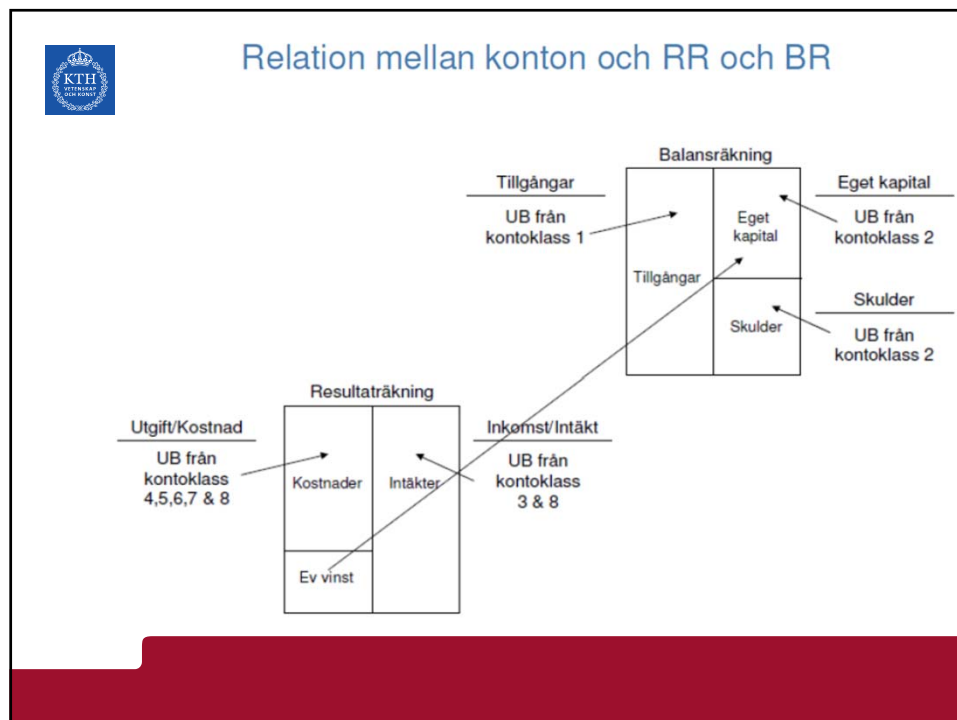 Relation mellan konton och RR och BR
KTH
VETENSKAP
OCH KONST
Balansräkning
Tillgångar
UB från
kontoklass 1
Tillgångar
Eget
kapital
Skulder
Eget kapital
UB från
kontoklass 2
Skulder
UB från
kontoklass 2
Resultaträkning
Utgift/Kostnad
UB från
kontoklass
4,5,6,7 & 8
Kostnader
Ev vinst
Intäkter
Inkomst/Intäkt
UB från
kontoklass
3 & 8